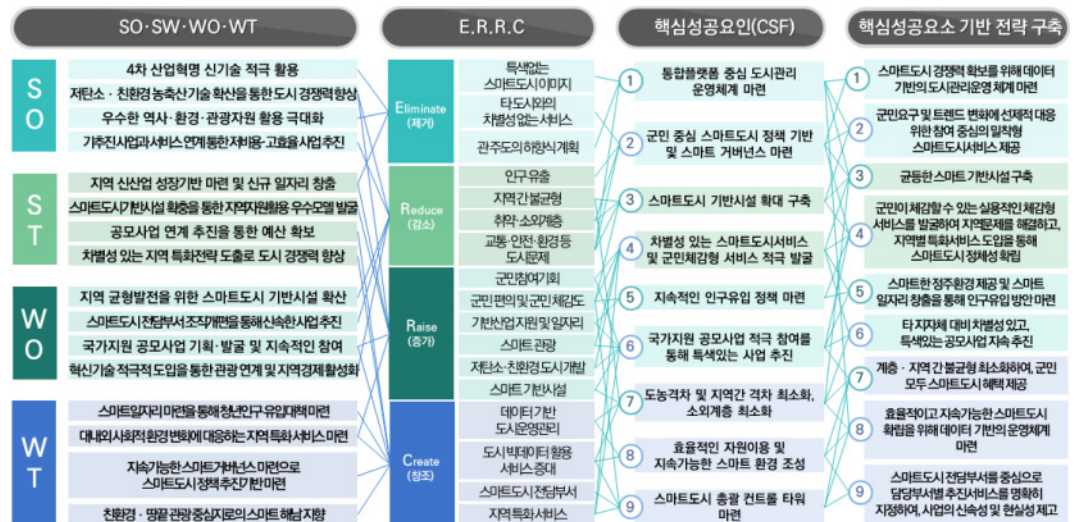 SO·SW·WO·WT
S
O
4차 산업혁명 신기술 적극 활용
저탄소 · 친환경 농축산 기술 확산을 통한 도시 경쟁력 향상
우수한 역사·환경·관광자원 활용 극대화
기추진 사업과 서비스 연계 통한 저비용·고효율 사업 추진
S
T
지역 신산업 성장기반 마련 및 신규 일자리 창출
스마트도시기반시설 확충을 통한 지역자원활용 우수모델 발굴
공모사업 연계 추진을 통한 예산 확보
차별성 있는 지역 특화전략 도출로 도시 경쟁력 향상
W
O
지역 균형발전을 위한 스마트도시 기반시설 확산
스마트도시 전담부서 조직개편을 통해 신속한 사업 추진
국가지원 공모사업 기획·발굴 및 지속적인 참여
혁신기술 적극적 도입을 통한 관광 연계 및 지역경제 활성화
W
T
스마트일자리 마련을 통해 청년인구 유입대책 마련
대내외 사회적 환경 변화에 대응하는 지역 특화 서비스 마련
지속가능한 스마트거버넌스 마련으로
스마트도시 정책 추진기반 마련
친환경 · 땅끝 관광 중심지로의 스마트 해남 지향
E.R.R.C
Eliminate
(제거)
특색없는
스마트도시 이미지
타 도시와의
차별성 없는 서비스
관 주도의 하향식 계획
Reduce
(감소)
인구 유출
지역 간 불균형
취약·소외계층
교통·안전·환경 등
도시문제
Raise
(증가)
군민참여 기회
군민 편의 및 군민 체감도
기반산업 지원 및 일자리
스마트 관광
저탄소·친환경 도시 개발
스마트 기반시설
Create
(창조)
데이터 기반
도시운영관리
도시 빅데이터 활용
서비스 증대
스마트도시 전담부서
지역 특화 서비스
핵심성공요인(CSF)
1 통합플랫폼 중심 도시관리
운영체계 마련
2 군민 중심 스마트도시 정책 기반
및 스마트 거버넌스 마련
3 스마트도시 기반시설 확대 구축
4 차별성 있는 스마트도시서비스
및 군민체감형 서비스 적극 발굴
5 지속적인 인구유입 정책 마련
6 국가지원 공모사업 적극 참여를
통해 특색있는 사업 추진
7 도농격차 및 지역간 격차 최소화,
소외계층 최소화
8 효율적인 자원이용 및
지속가능한 스마트 환경 조성
9 스마트도시 총괄 컨트롤 타워
마련
핵심성공요소 기반 전략 구축
1 스마트도시 경쟁력 확보를 위해 데이터
기반의 도시관리운영 체계 마련
2 군민요구 및 트렌드 변화에 선제적 대응
위한 참여 중심의 밀착형
스마트도시서비스 제공
3 균등한 스마트 기반시설 구축
4 군민이 체감할 수 있는 실용적인 체감형
서비스를 발굴하여 지역문제를 해결하고,
지역별 특화서비스 도입을 통해
스마트도시 정체성 확립
5 스마트한 정주환경 제공 및 스마트
일자리 창출을 통해 인구유입 방안 마련
6 타 지자체 대비 차별성 있고,
특색있는 공모사업 지속 추진
7 계층 · 지역 간 불균형 최소화하여, 군민
모두 스마트도시 혜택 제공
8 효율적이고 지속가능한 스마트도시
확립을 위해 데이터 기반의 운영체계
마련
9 스마트도시 전담부서를 중심으로
담당부서별 추진서비스를 명확히
지정하여, 사업의 신속성 및 현실성 제고